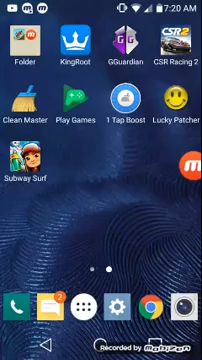 7:20 AM
Folder
KingRoot
GGuardian
CSR Racing 2
Clean Master
Play Games
1 Tap Boost
Lucky Patcher
Subway Surf
2
Recorded by Mobizen